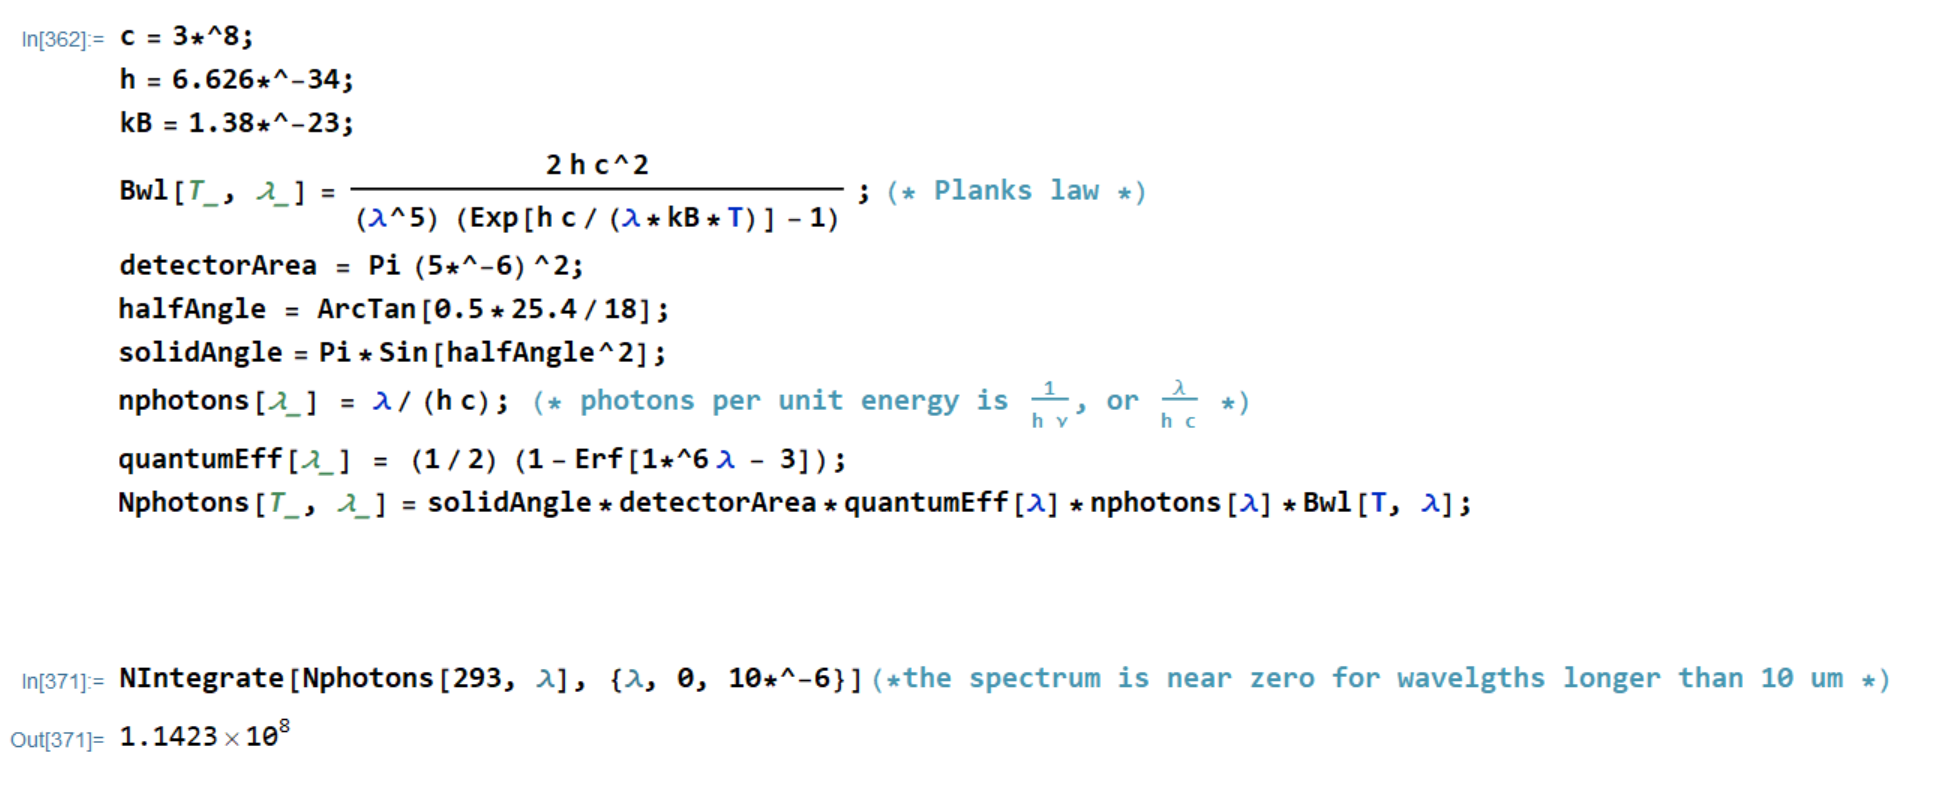 In[362]:= c = 3*^8;
h = 6.626*^-34;
kB = 1.38*^-23;
Bwl[T_, λ_] = 2 h c^2 / ((λ^5) (Exp[h c / (λ * kB * T)] - 1)); (* Planks law *)
detectorArea = Pi (5*^-6)^2;
halfAngle = ArcTan[0.5 * 25.4 / 18];
solidAngle = Pi * Sin[halfAngle^2];
nphotons[λ_] = λ / (h c); (* photons per unit energy is 1/(h ν), or λ/(h c) *)
quantumEff[λ_] = (1 / 2) (1 - Erf[1*^6 λ - 3]);
Nphotons[T_, λ_] = solidAngle * detectorArea * quantumEff[λ] * nphotons[λ] * Bwl[T, λ];
In[371]:= NIntegrate[Nphotons[293, λ], {λ, 0, 10*^-6}] (*the spectrum is near zero for wavelgths longer than 10 um *)
Out[371]= 1.1423 × 10^8